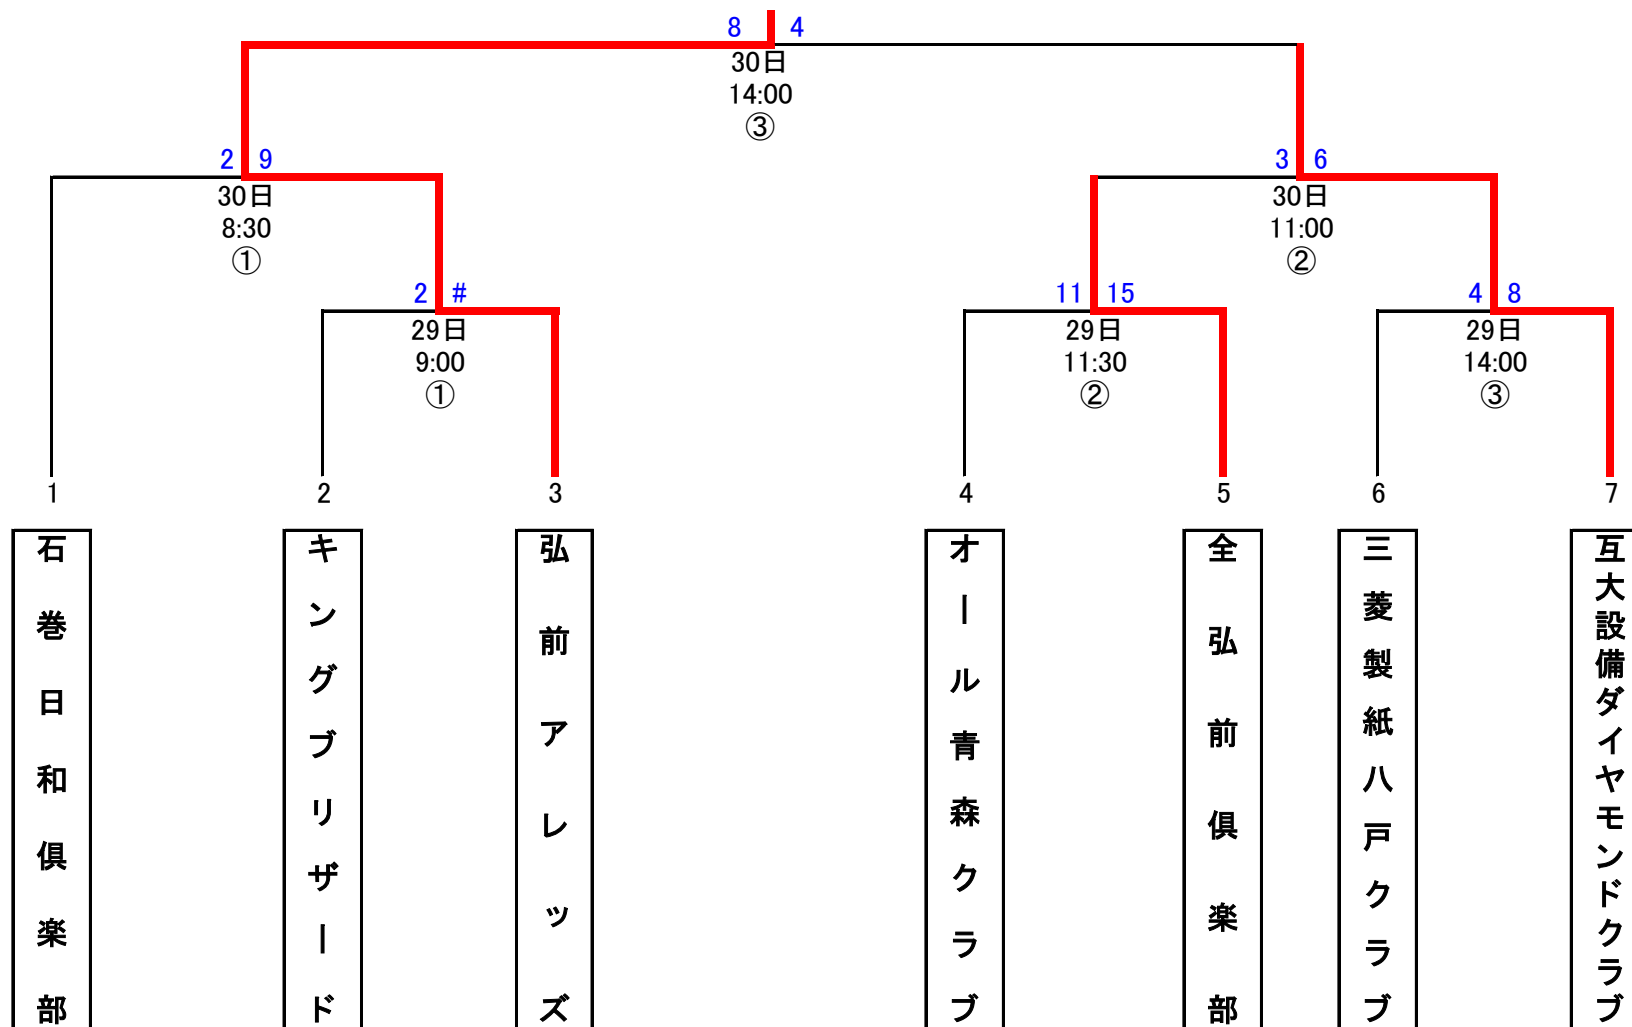 8 4
30日
14:00
③
2 9
30日
8:30
①
3 6
30日
11:00
②
2 #
29日
9:00
①
11 15
29日
11:30
②
4 8
29日
14:00
③
1 2 3 4 5 6 7
石巻日和倶楽部
キングブリザード
弘前アレッズ
オール青森クラブ
全弘前倶楽部
三菱製紙八戸クラブ
互大設備ダイヤモンドクラブ